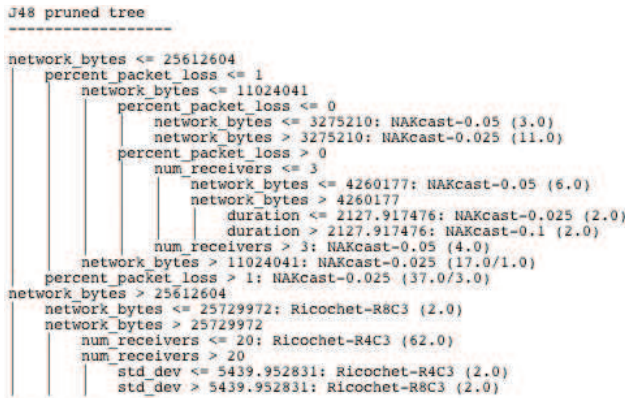 J48 pruned tree
------------------
network_bytes <= 25612604
|   percent_packet_loss <= 1
|   |   network_bytes <= 11024041
|   |   |   percent_packet_loss <= 0
|   |   |   |   network_bytes <= 3275210: NAKcast-0.05 (3.0)
|   |   |   |   network_bytes > 3275210: NAKcast-0.025 (11.0)
|   |   |   percent_packet_loss > 0
|   |   |   |   num_receivers <= 3
|   |   |   |   |   network_bytes <= 4260177: NAKcast-0.05 (6.0)
|   |   |   |   |   network_bytes > 4260177
|   |   |   |   |   |   duration <= 2127.917476: NAKcast-0.025 (2.0)
|   |   |   |   |   |   duration > 2127.917476: NAKcast-0.1 (2.0)
|   |   |   |   num_receivers > 3: NAKcast-0.05 (4.0)
|   |   network_bytes > 11024041: NAKcast-0.025 (17.0/1.0)
|   percent_packet_loss > 1: NAKcast-0.025 (37.0/3.0)
network_bytes > 25612604
|   network_bytes <= 25729972: Ricochet-R8C3 (2.0)
|   network_bytes > 25729972
|   |   num_receivers <= 20: Ricochet-R4C3 (62.0)
|   |   num_receivers > 20
|   |   |   std_dev <= 5439.952831: Ricochet-R4C3 (2.0)
|   |   |   std_dev > 5439.952831: Ricochet-R8C3 (2.0)